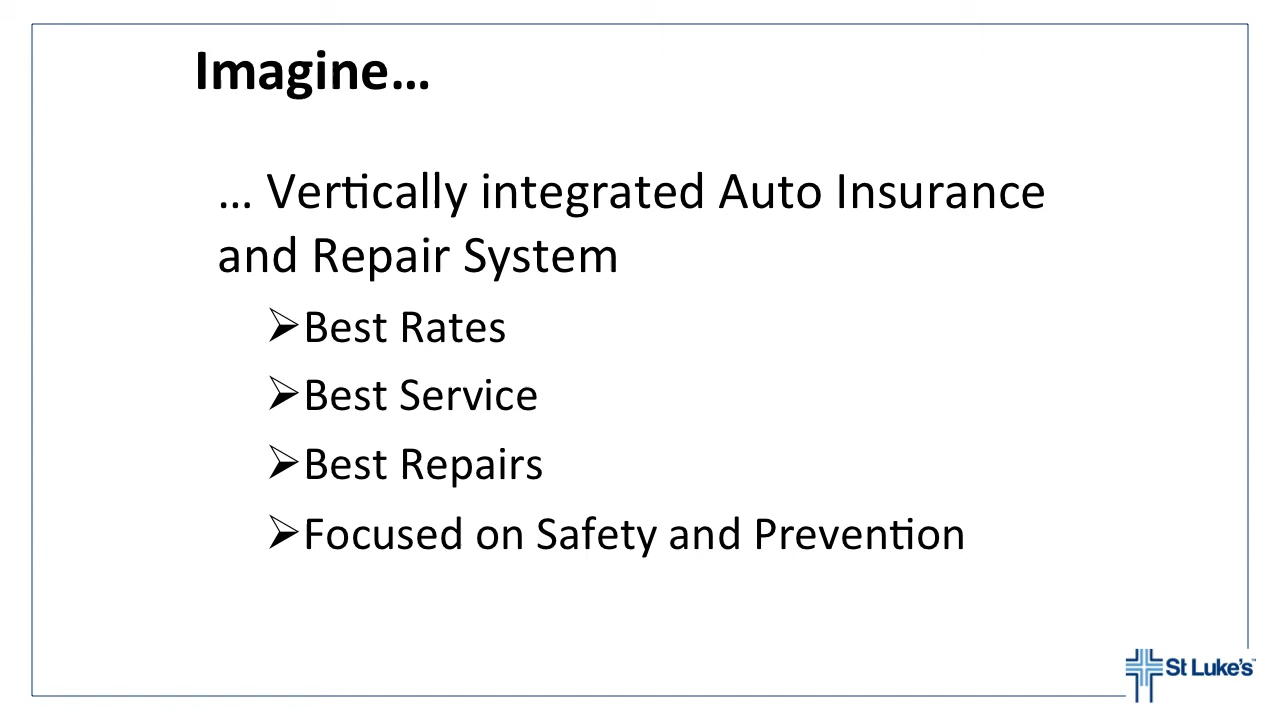 Imagine...
... Vertically integrated Auto Insurance
and Repair System
➢Best Rates
➢Best Service
➢Best Repairs
➢Focused on Safety and Prevention
St Luke's™